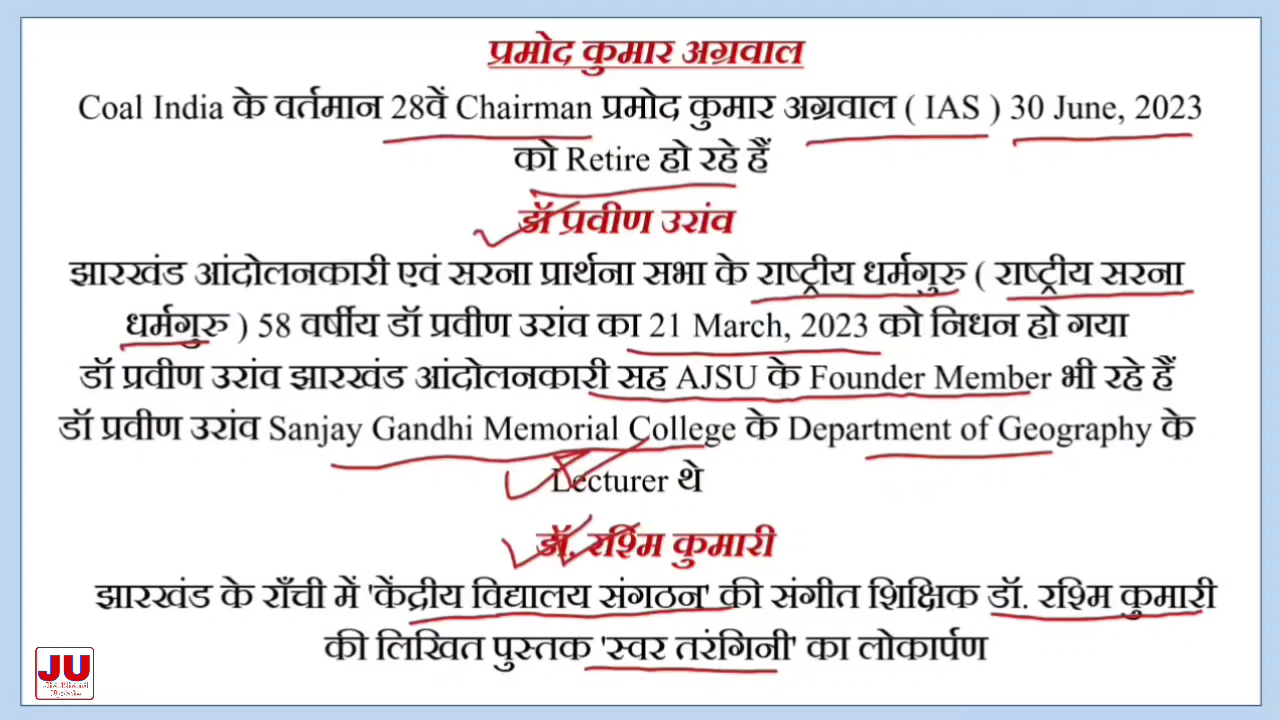 प्रमोद कुमार अग्रवाल
Coal India के वर्तमान 28वें Chairman प्रमोद कुमार अग्रवाल ( IAS ) 30 June, 2023
को Retire हो रहे हैं
डॉ प्रवीण उरांव
झारखंड आंदोलनकारी एवं सरना प्रार्थना सभा के राष्ट्रीय धर्मगुरु ( राष्ट्रीय सरना
धर्मगुरु ) 58 वर्षीय डॉ प्रवीण उरांव का 21 March, 2023 को निधन हो गया
डॉ प्रवीण उरांव झारखंड आंदोलनकारी सह AJSU के Founder Member भी रहे हैं
डॉ प्रवीण उरांव Sanjay Gandhi Memorial College के Department of Geography के
Lecturer थे
डॉ. रश्मि कुमारी
झारखंड के राँची में 'केंद्रीय विद्यालय संगठन' की संगीत शिक्षिक डॉ. रश्मि कुमारी
की लिखित पुस्तक 'स्वर तरंगिनी' का लोकार्पण
JU